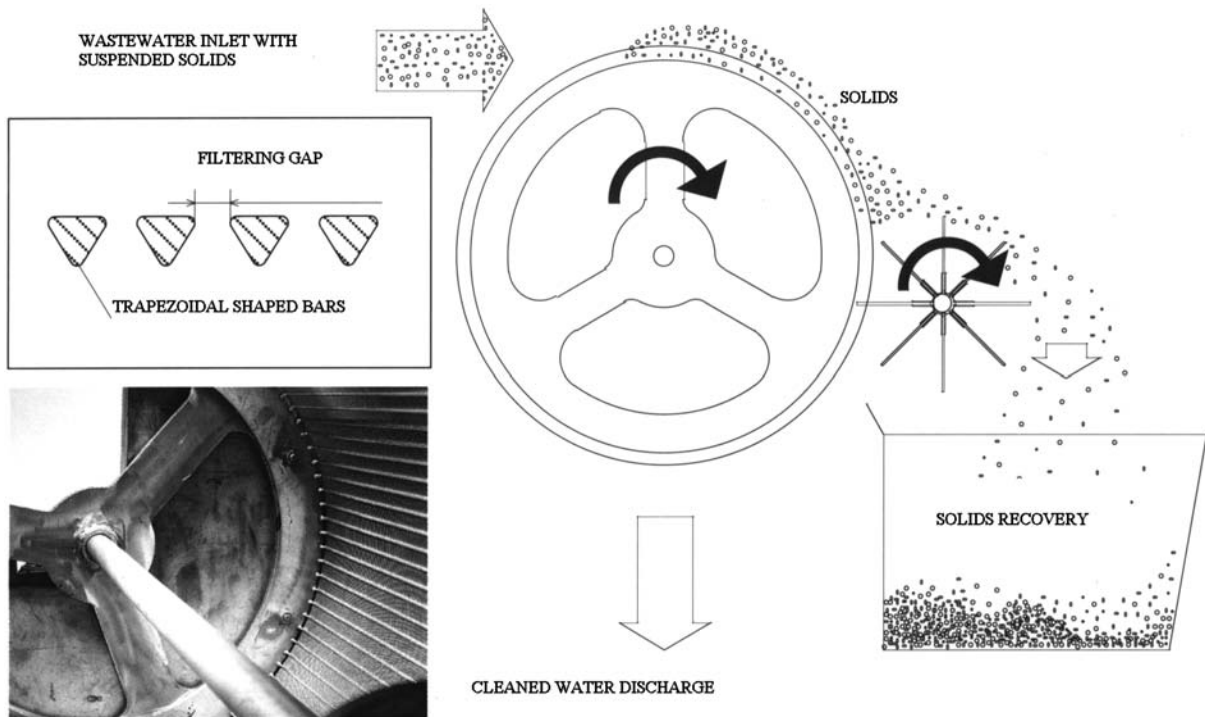 WASTEWATER INLET WITH
SUSPENDED SOLIDS
SOLIDS
FILTERING GAP
TRAPEZOIDAL SHAPED BARS
SOLIDS RECOVERY
CLEANED WATER DISCHARGE